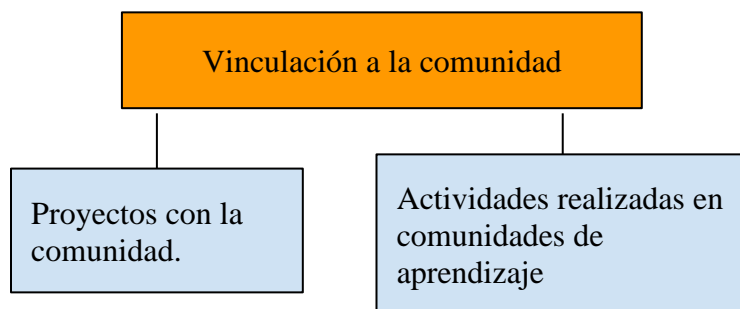 Vinculación a la comunidad
Proyectos con la
comunidad.
Actividades realizadas en
comunidades de
aprendizaje